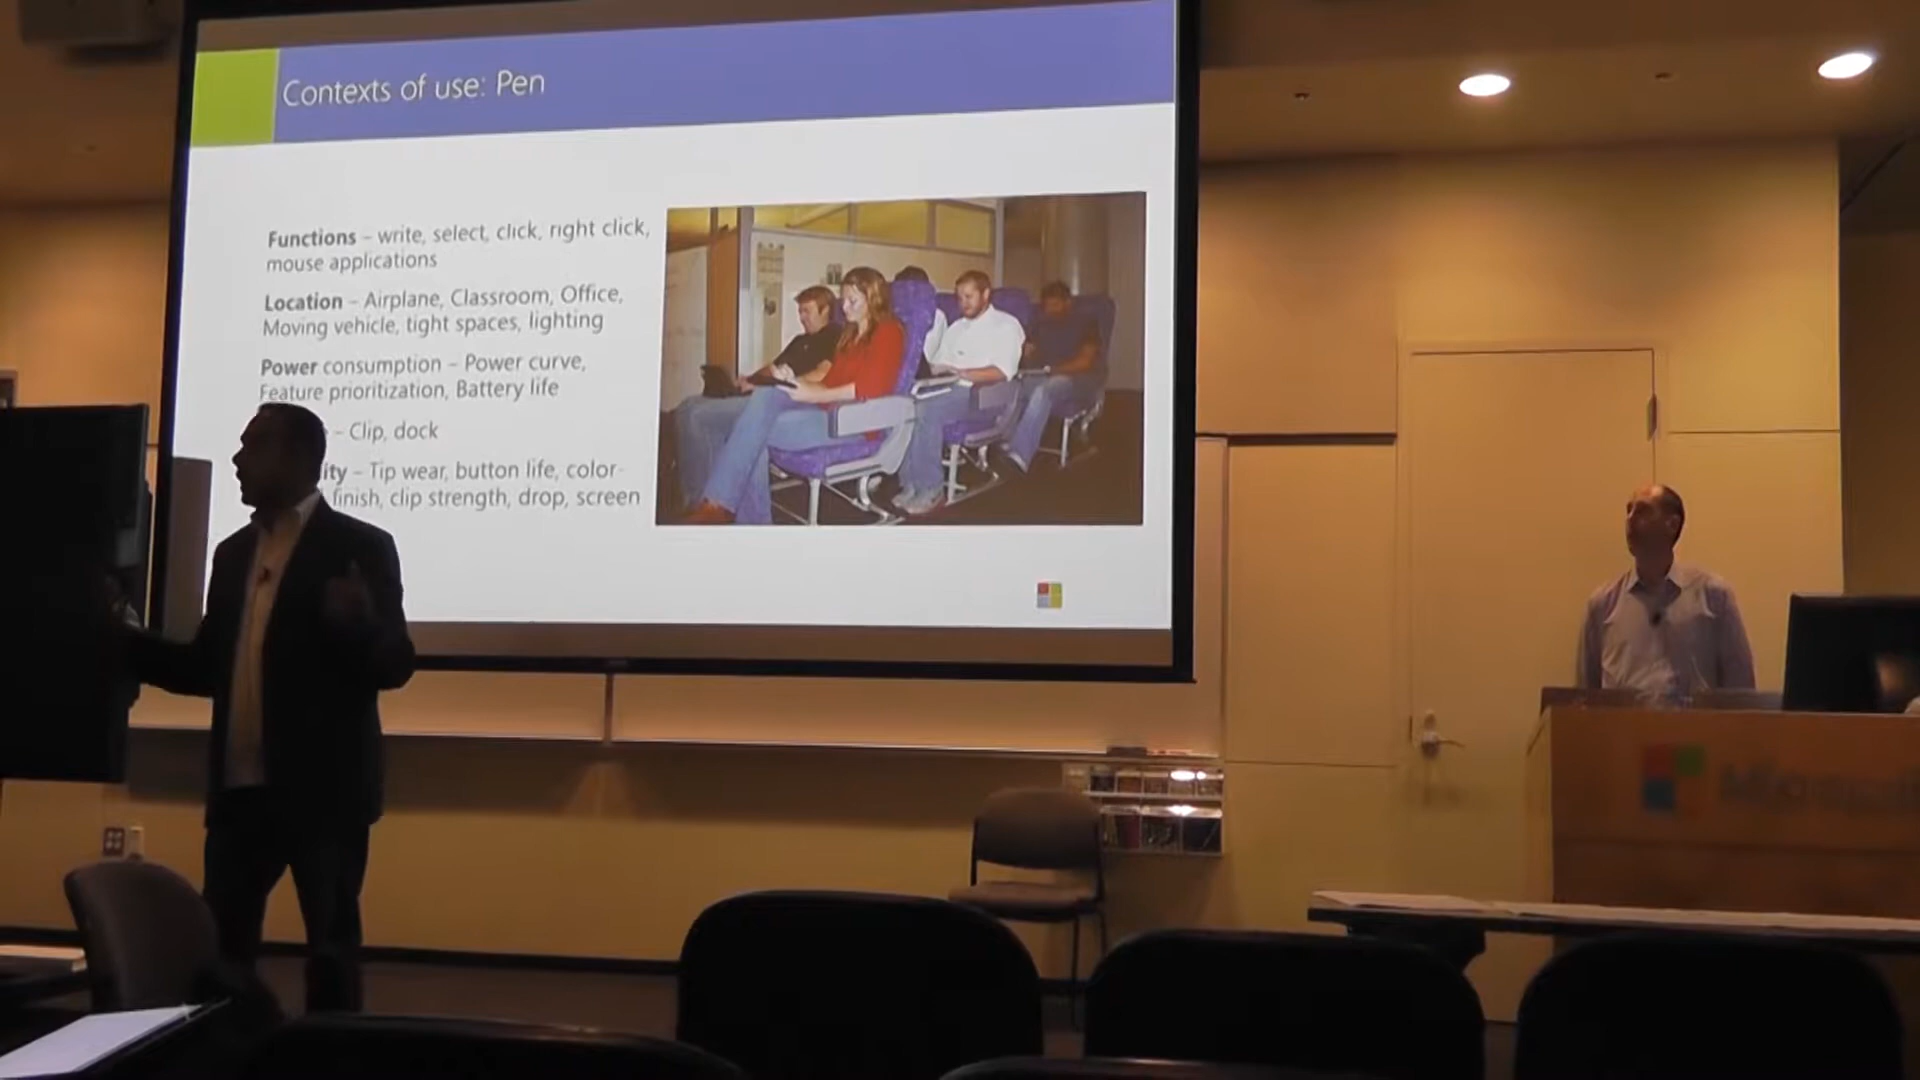 Contexts of use: Pen
Functions – write, select, click, right click,
mouse applications
Location – Airplane, Classroom, Office,
Moving vehicle, tight spaces, lighting
Power consumption – Power curve,
Feature prioritization, Battery life
– Clip, dock
ity – Tip wear, button life, color-
finish, clip strength, drop, screen
Microsoft